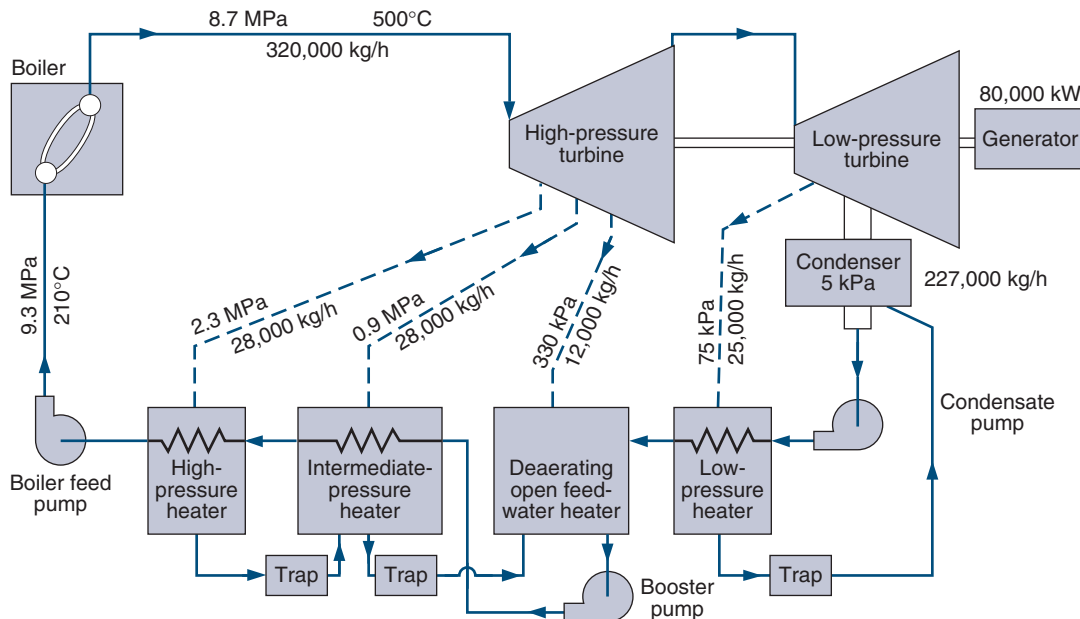 8.7 MPa 500°C
320,000 kg/h
Boiler
80,000 kW
High-pressure
turbine
Low-pressure
turbine
Generator
9.3 MPa
210°C
2.3 MPa
28,000 kg/h
0.9 MPa
28,000 kg/h
330 kPa
12,000 kg/h
75 kPa
25,000 kg/h
Condenser
5 kPa
227,000 kg/h
Condensate
pump
Boiler feed
pump
High-
pressure
heater
Intermediate-
pressure
heater
Deaerating
open feed-
water heater
Low-
pressure
heater
Trap
Trap
Trap
Booster
pump